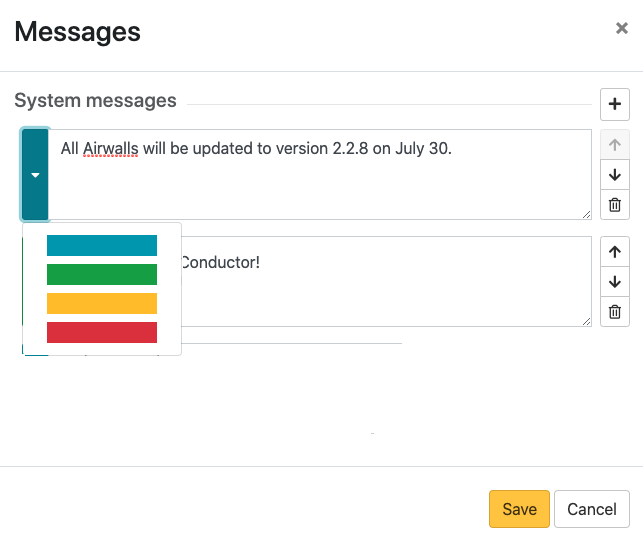 Messages
System messages
All Airwalls will be updated to version 2.2.8 on July 30.
Conductor!
Save
Cancel